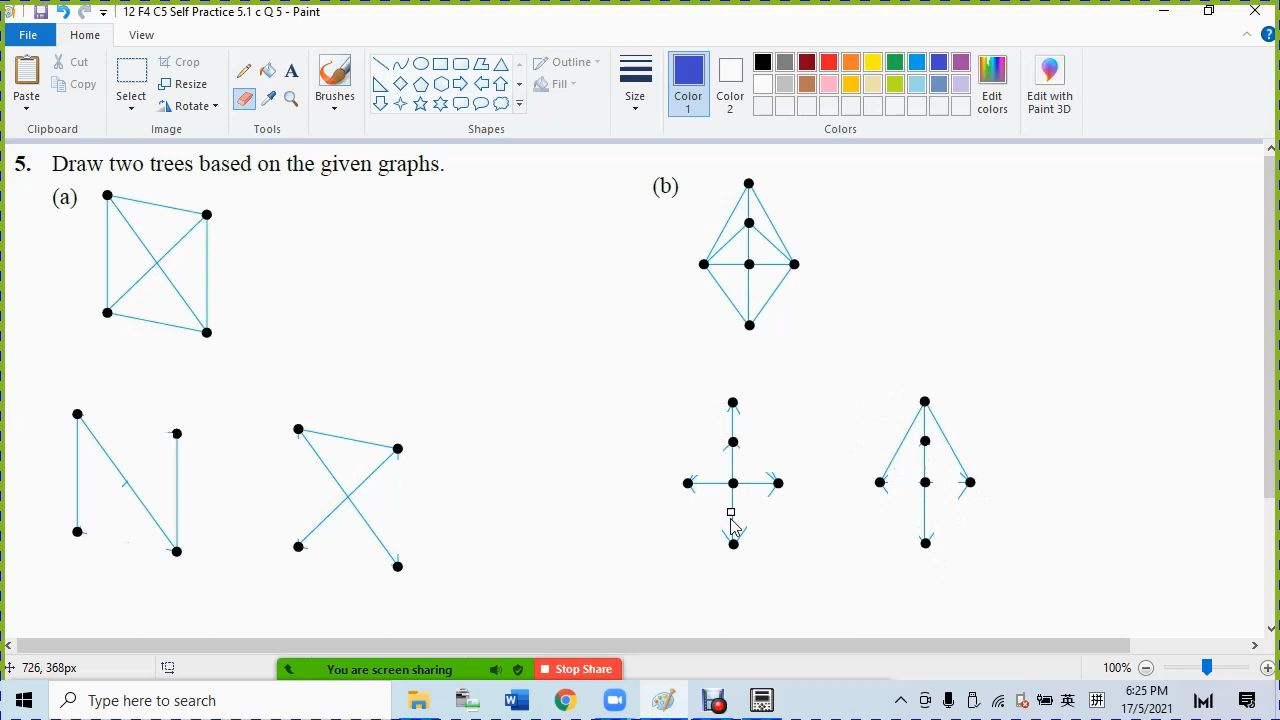 12 F4 C5 Self Practice 5.1 c Q 5 - Paint
File Home View
Paste Cut Copy Select Crop Resize Rotate A Brushes Outline Fill Size Color 1 Color 2 Edit colors Edit with Paint 3D
Clipboard Image Tools Shapes Colors
5. Draw two trees based on the given graphs.
(a) (b)
726, 368px 100%
You are screen sharing Stop Share
Type here to search 英 拼 6:25 PM
17/5/2021